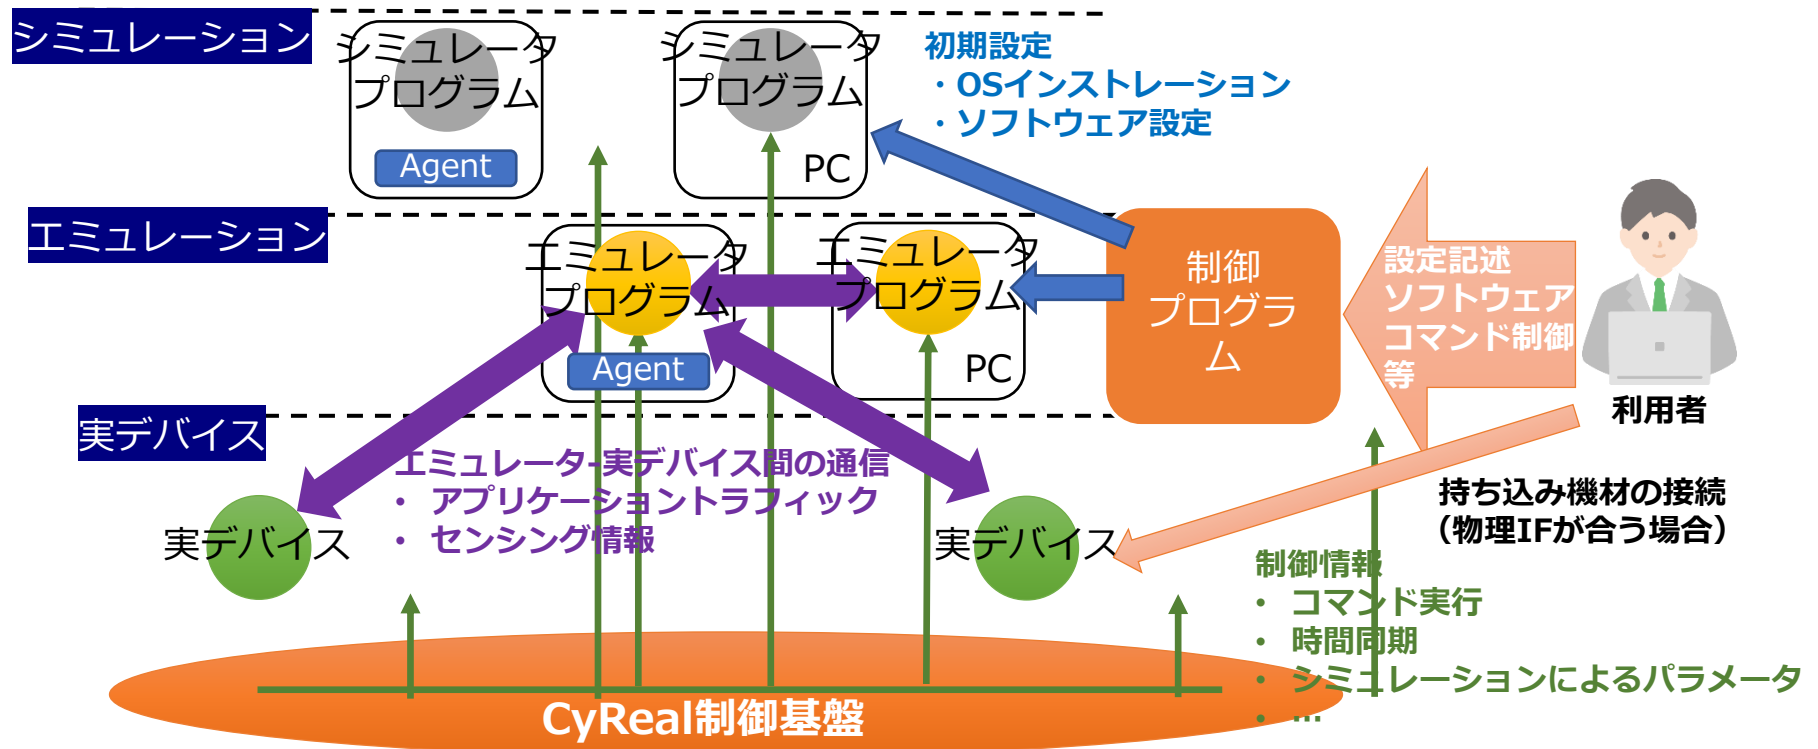 シミュレーション
シミュレータ
プログラム
Agent
シミュレータ
プログラム
PC
初期設定
・OSインストレーション
・ソフトウェア設定
エミュレーション
エミュレータ
プログラム
Agent
エミュレータ
プログラム
PC
制御
プログラ
ム
設定記述
ソフトウェア
コマンド制御
等
利用者
実デバイス
エミュレータ-実デバイス間の通信
• アプリケーショントラフィック
• センシング情報
実デバイス
実デバイス
持ち込み機材の接続
（物理IFが合う場合）
制御情報
• コマンド実行
• 時間同期
• シミュレーションによるパラメータ
• …
CyReal制御基盤